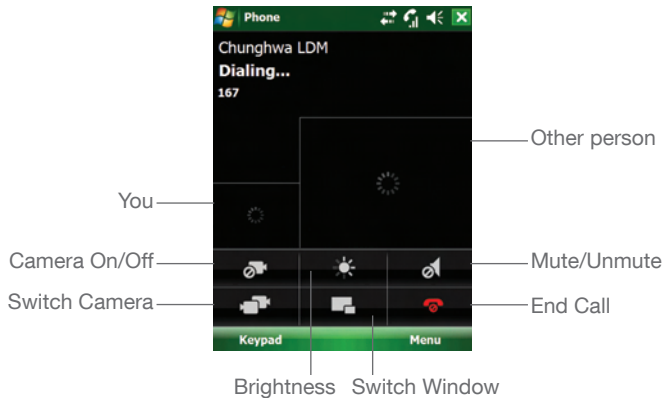 Phone
Chunghwa LDM
Dialing...
167
Other person
You
Camera On/Off
Mute/Unmute
Switch Camera
End Call
Keypad
Menu
Brightness
Switch Window